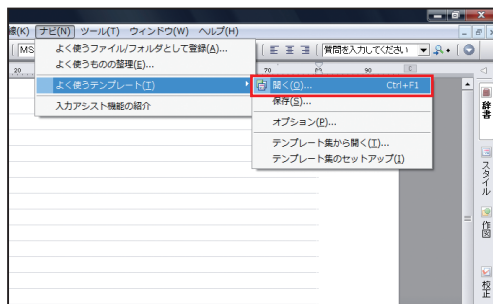 線(K) ナビ(N) ツール(T) ウィンドウ(W) ヘルプ(H)
MS
質問を入力してください
よく使うファイル/フォルダとして登録(A)...
よく使うものの整理(E)...
よく使うテンプレート(T)
入力アシスト機能の紹介
20 70 90
開く(O)... Ctrl+F1
保存(S)...
オプション(P)...
テンプレート集から開く(I)...
テンプレート集のセットアップ(I)
辞書
スタイル
作図
校正